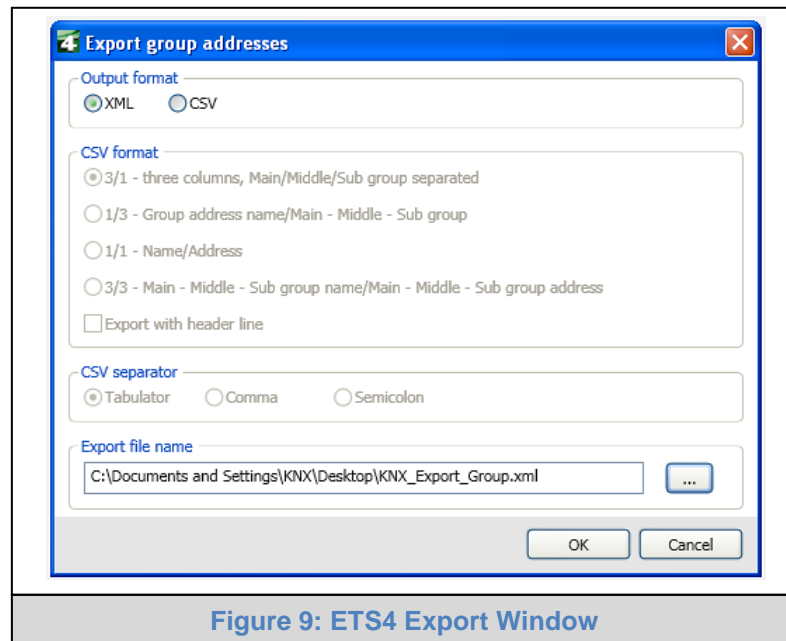 4 Export group addresses
Output format
XML CSV
CSV format
3/1 - three columns, Main/Middle/Sub group separated
1/3 - Group address name/Main - Middle - Sub group
1/1 - Name/Address
3/3 - Main - Middle - Sub group name/Main - Middle - Sub group address
Export with header line
CSV separator
Tabulator Comma Semicolon
Export file name
C:\Documents and Settings\KNX\Desktop\KNX_Export_Group.xml ...
OK Cancel
Figure 9: ETS4 Export Window